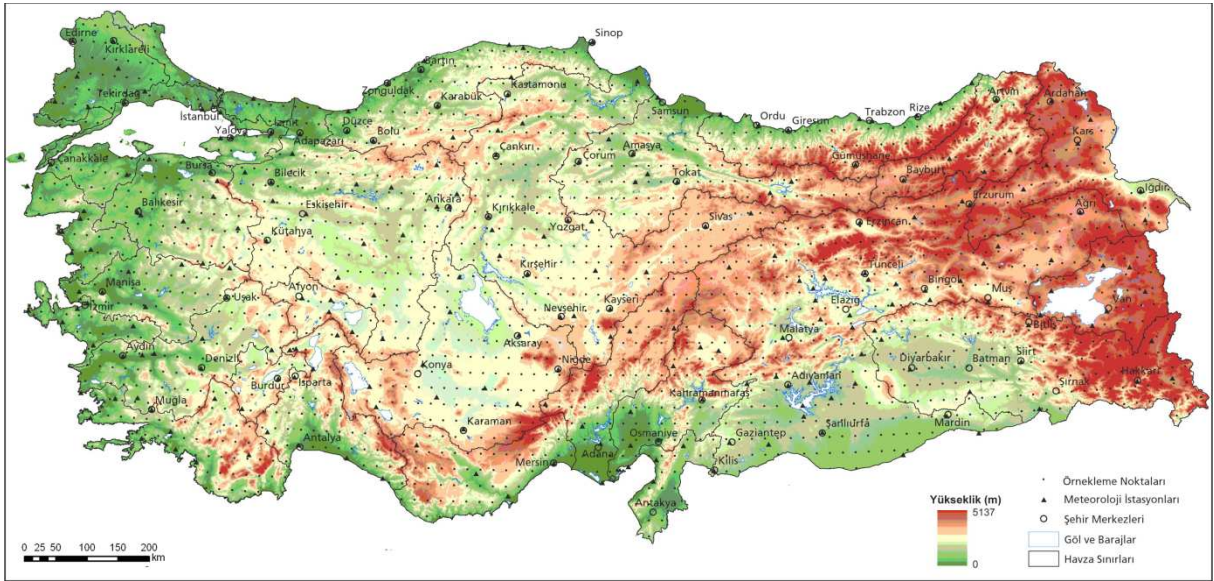 Edirne
Kırklareli
Sinop
Bartın
Zonguldak
Kastamonu
Karabük
Tekirdağ
İstanbul
Samsun
Artvin
Ardahan
Rize
Trabzon
Ordu
Giresun
Kars
Düzce
Bolu
İzmit
Adapazarı
Yalova
Çanakkale
Bursa
Bilecik
Çankırı
Çorum
Amasya
Tokat
Gümüşhane
Bayburt
Iğdır
Erzurum
Ağrı
Balıkesir
Eskişehir
Ankara
Kırıkkale
Yozgat
Sivas
Erzincan
Kütahya
Kırşehir
Tunceli
Bingöl
Muş
Van
Manisa
İzmir
Uşak
Afyon
Nevşehir
Kayseri
Elazığ
Bitlis
Malatya
Aksaray
Niğde
Aydın
Denizli
Burdur
Isparta
Konya
Diyarbakır
Batman
Siirt
Hakkari
Şırnak
Adıyaman
Kahramanmaraş
Muğla
Antalya
Karaman
Mersin
Adana
Osmaniye
Gaziantep
Şanlıurfa
Mardin
Kilis
Antakya
Yükseklik (m)
5137
0
Örnekleme Noktaları
Meteoroloji İstasyonları
Şehir Merkezleri
Göl ve Barajlar
Havza Sınırları
0 25 50 100 150 200
km